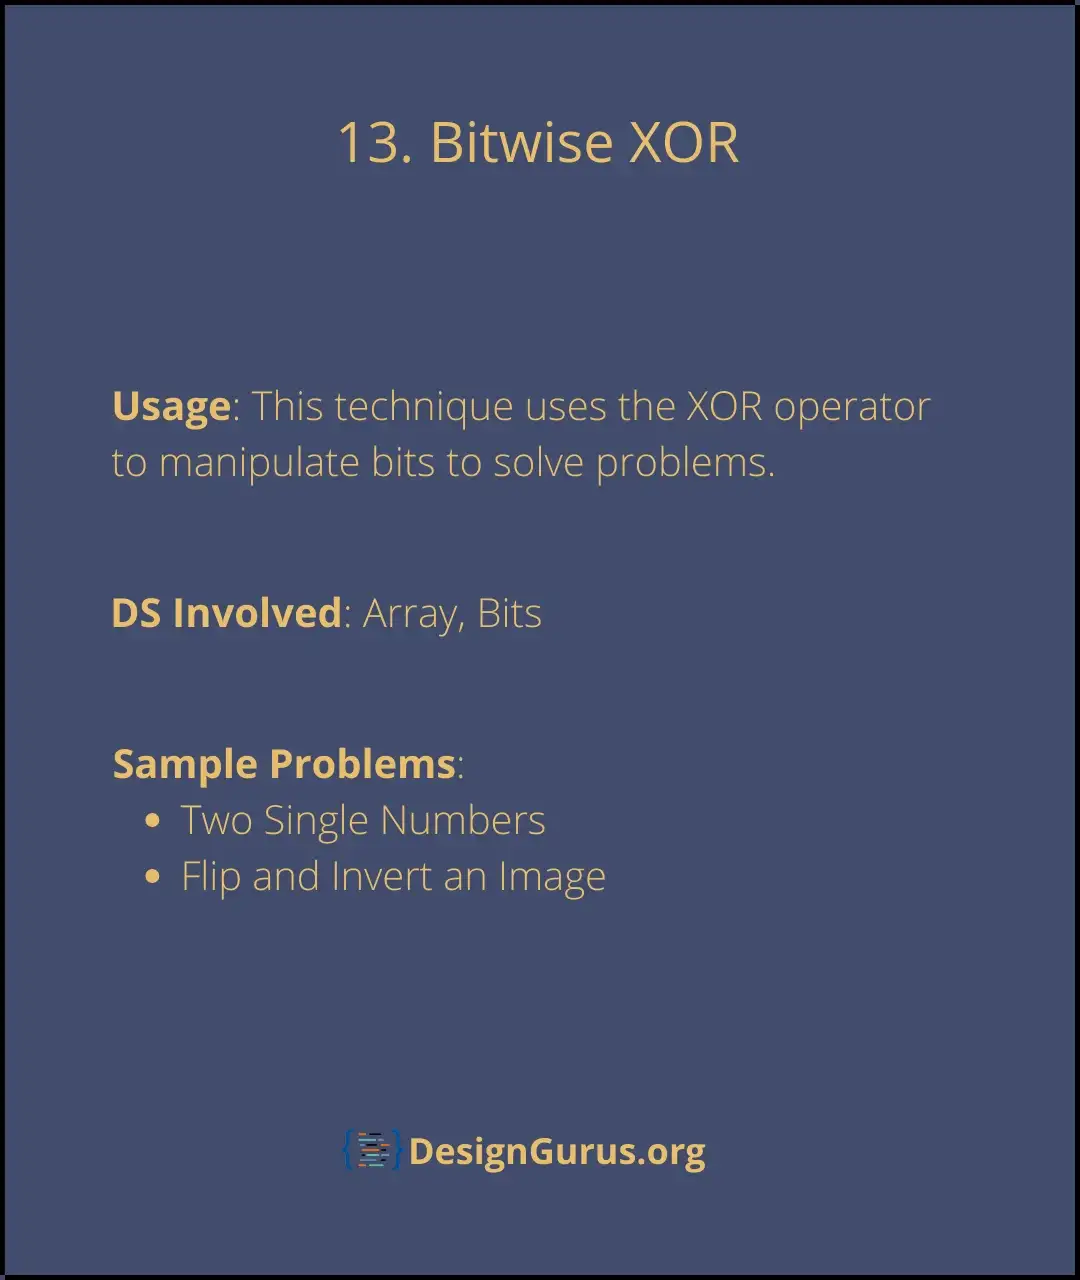 13. Bitwise XOR
Usage: This technique uses the XOR operator
to manipulate bits to solve problems.
DS Involved: Array, Bits
Sample Problems:
• Two Single Numbers
• Flip and Invert an Image
DesignGurus.org